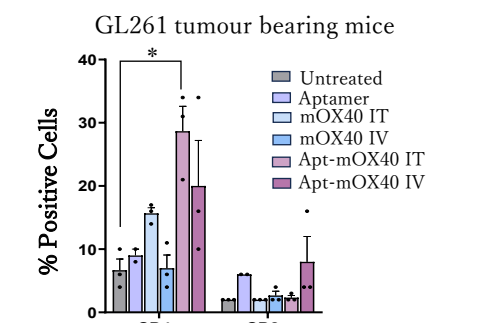 GL261 tumour bearing mice
*
% Positive Cells
40
30
20
10
0
Untreated
Aptamer
mOX40 IT
mOX40 IV
Apt-mOX40 IT
Apt-mOX40 IV